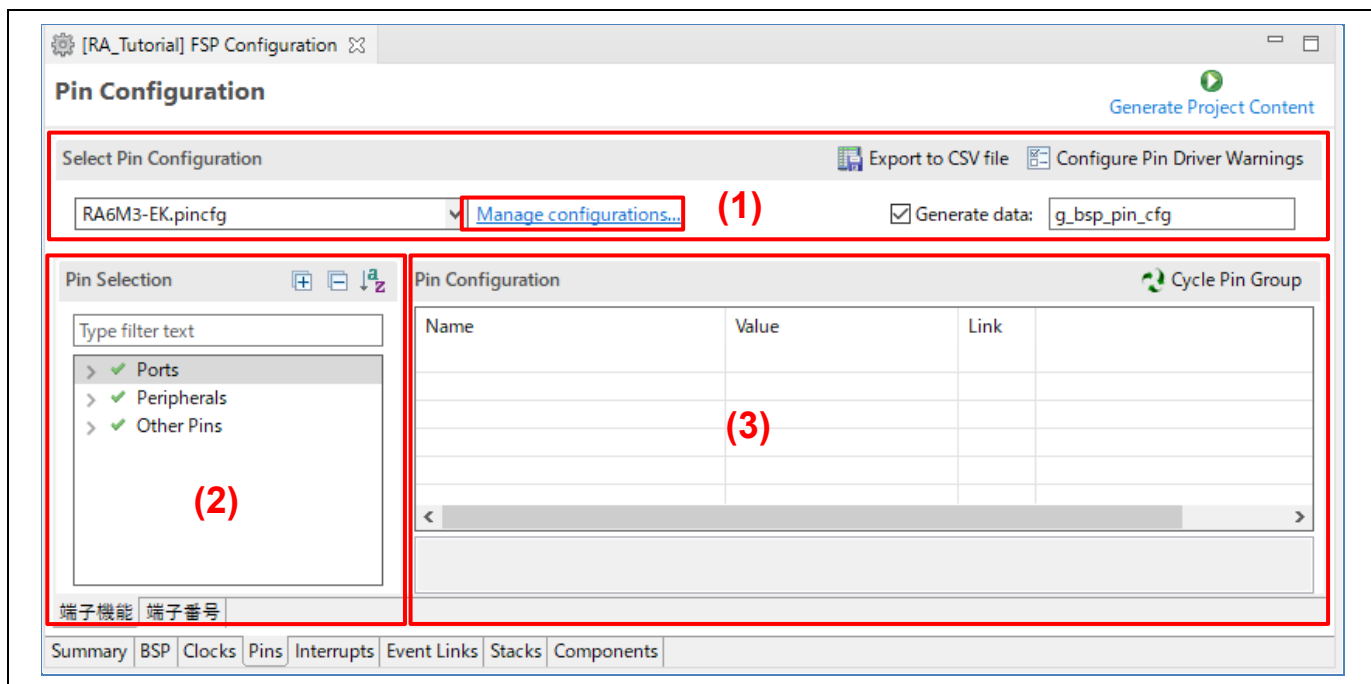 [RA_Tutorial] FSP Configuration
Pin Configuration
Generate Project Content
Select Pin Configuration
Export to CSV file
Configure Pin Driver Warnings
RA6M3-EK.pincfg
Manage configurations...
(1)
Generate data:
g_bsp_pin_cfg
Pin Selection
Type filter text
Ports
Peripherals
Other Pins
(2)
Pin Configuration
Cycle Pin Group
Name Value Link
(3)
端子機能 端子番号
Summary BSP Clocks Pins Interrupts Event Links Stacks Components